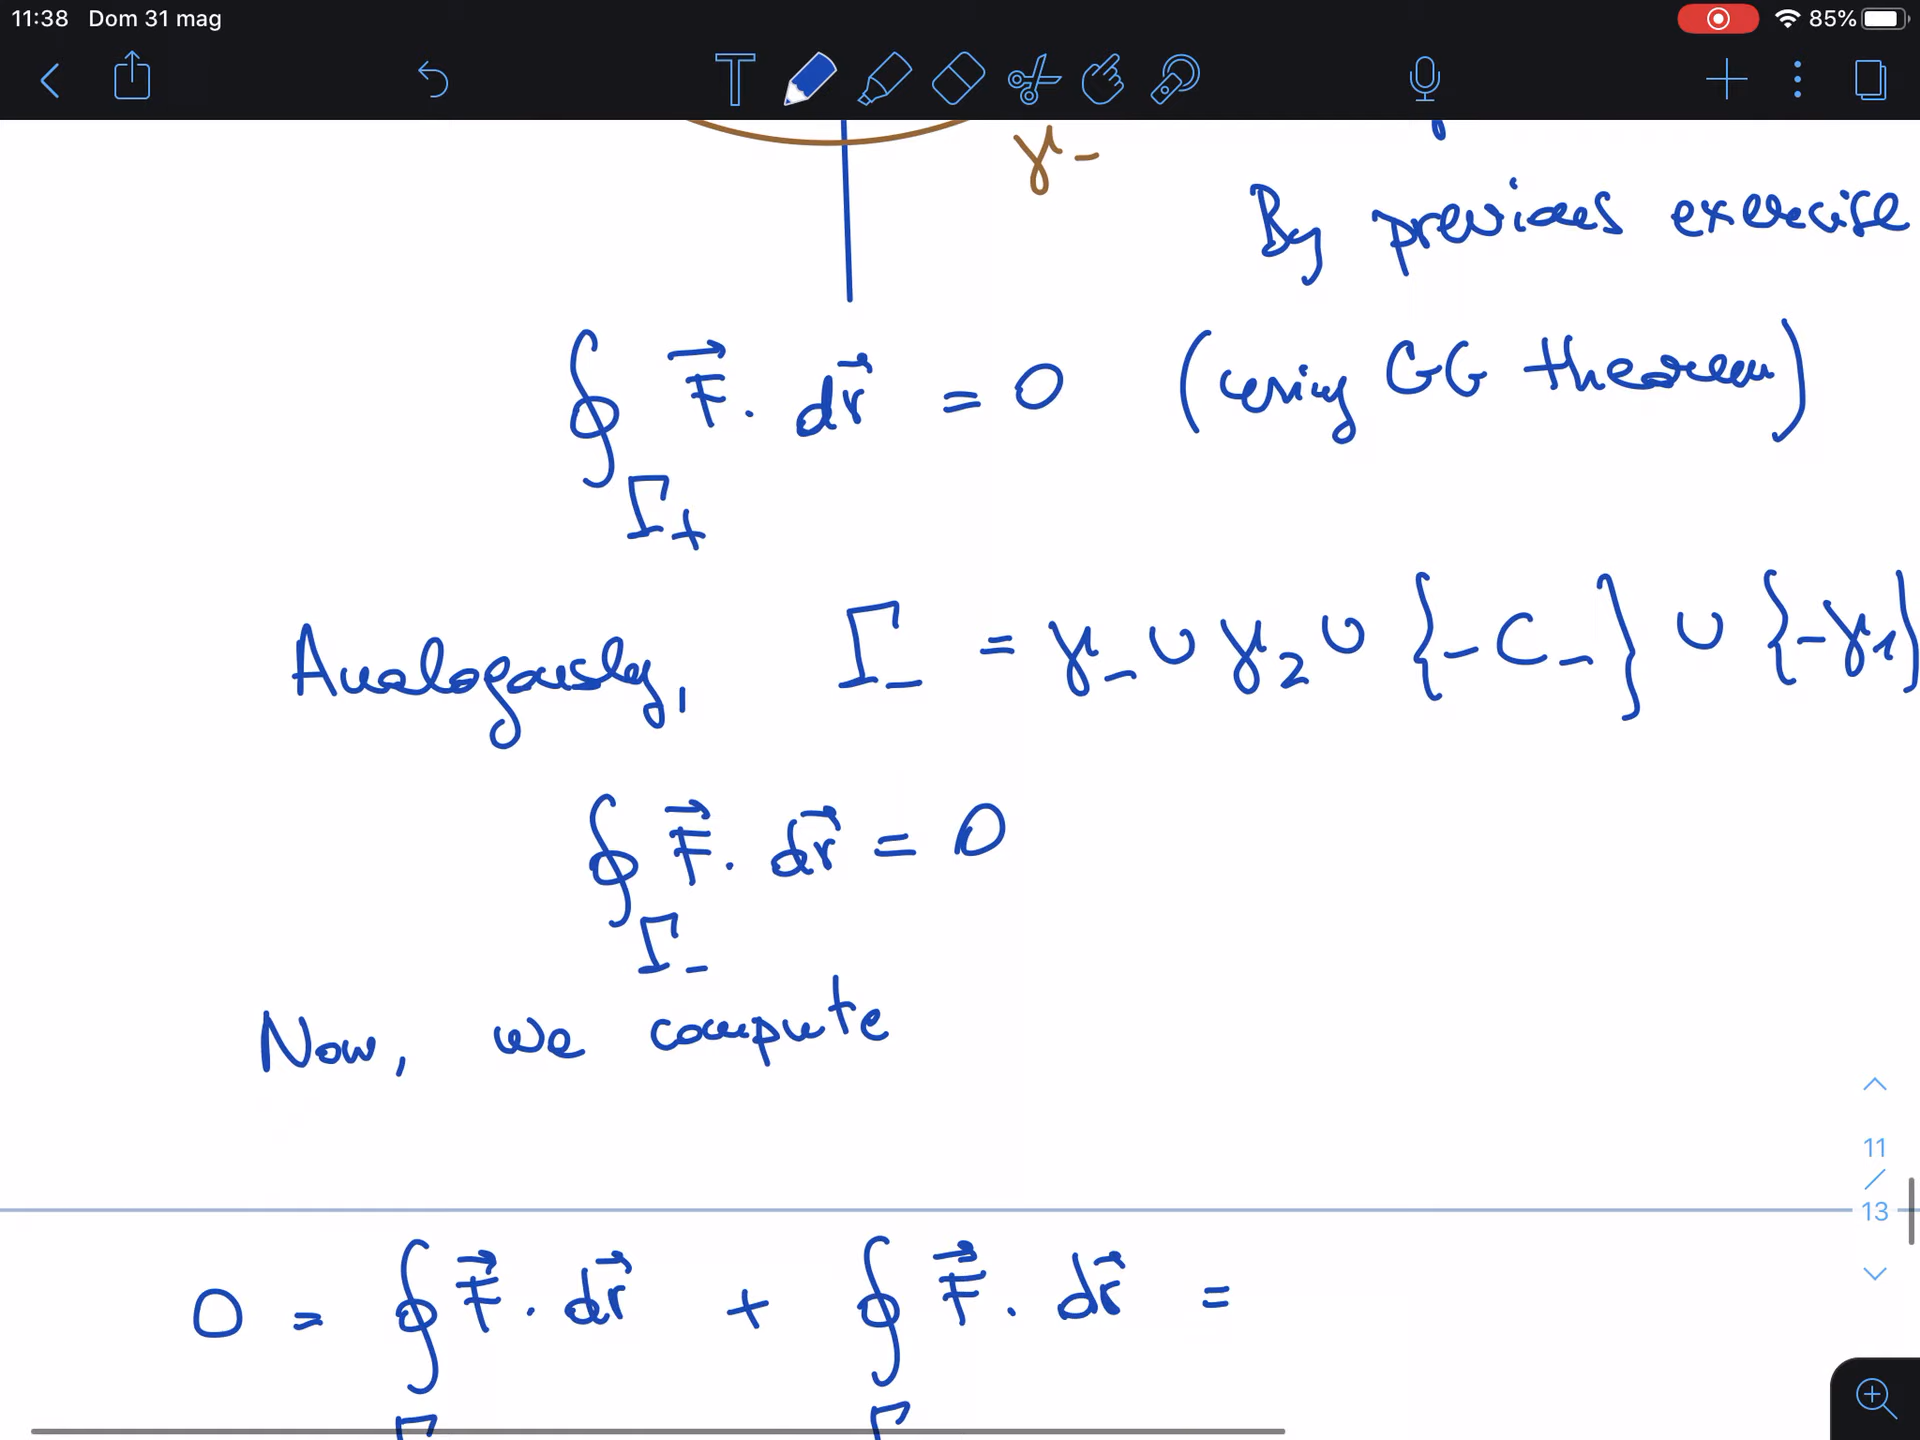 11:38 Dom 31 mag 85%
T
γ-
By previous exercise
∮ F⃗ · dr⃗ = 0 (using GG theorem)
Γ+
Analogously, Γ- = γ- ∪ γ2 ∪ {-C-} ∪ {-γ1}
∮ F⃗ · dr⃗ = 0
Γ-
Now, we compute
11
/
13
0 = ∮ F⃗ · dr⃗ + ∮ F⃗ · dr⃗ =
Γ Γ